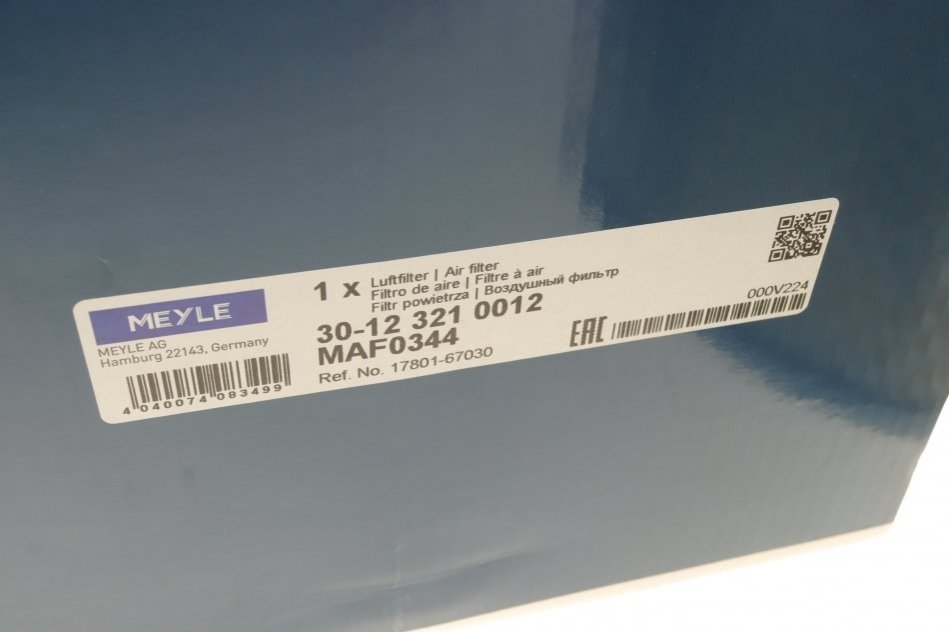 MEYLE
MEYLE AG
Hamburg 22143, Germany
4 040074 083499
1 x
Luftfilter | Air filter
Filtro de aire | Filtre à air
Filtr powietrza | Воздушный фильтр
30-12 321 0012
MAF0344
Ref. No. 17801-67030
EAC
000V224